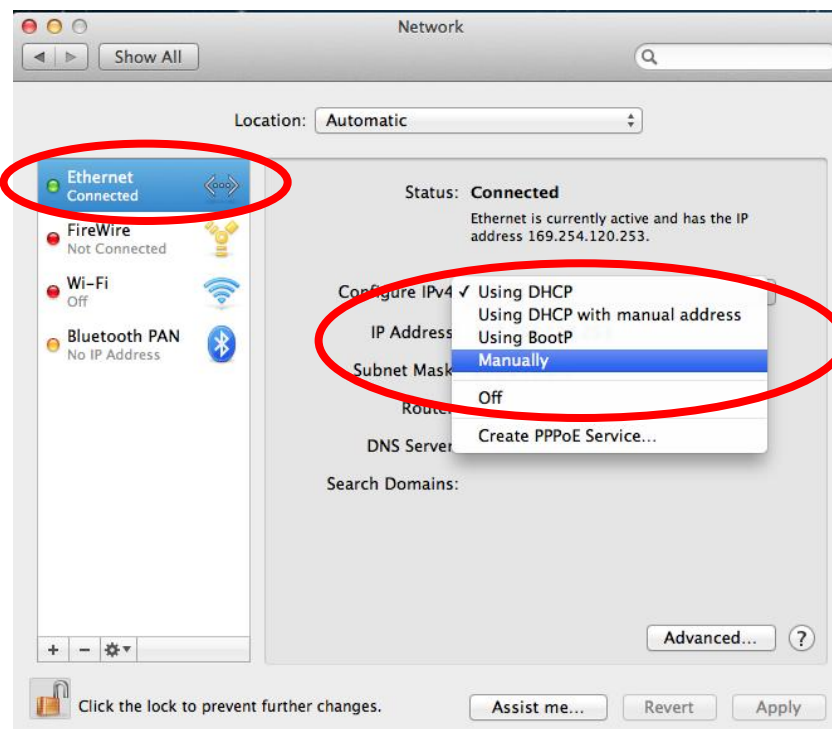 Network
Show All
Location: Automatic
Ethernet
Connected
FireWire
Not Connected
Wi-Fi
Off
Bluetooth PAN
No IP Address
Status: Connected
Ethernet is currently active and has the IP
address 169.254.120.253.
Configure IPv4 ✓ Using DHCP
Using DHCP with manual address
IP Address
Using BootP
Manually
Subnet Mask
Off
Router
Create PPPoE Service...
DNS Server
Search Domains:
Advanced... ?
Click the lock to prevent further changes.
Assist me... Revert Apply